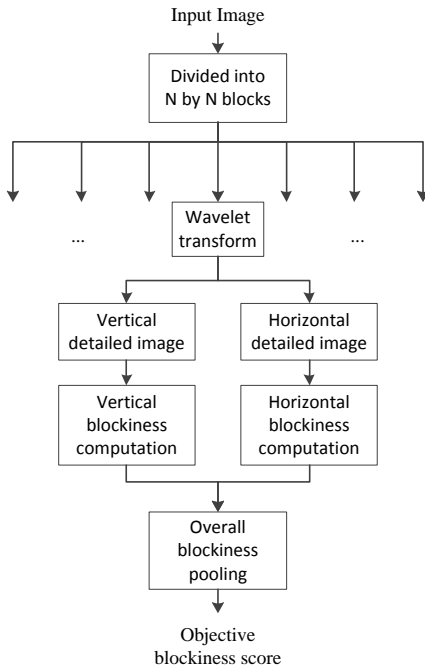 Input Image
Divided into
N by N blocks
... ...
Wavelet
transform
Vertical
detailed image
Horizontal
detailed image
Vertical
blockiness
computation
Horizontal
blockiness
computation
Overall
blockiness
pooling
Objective
blockiness score